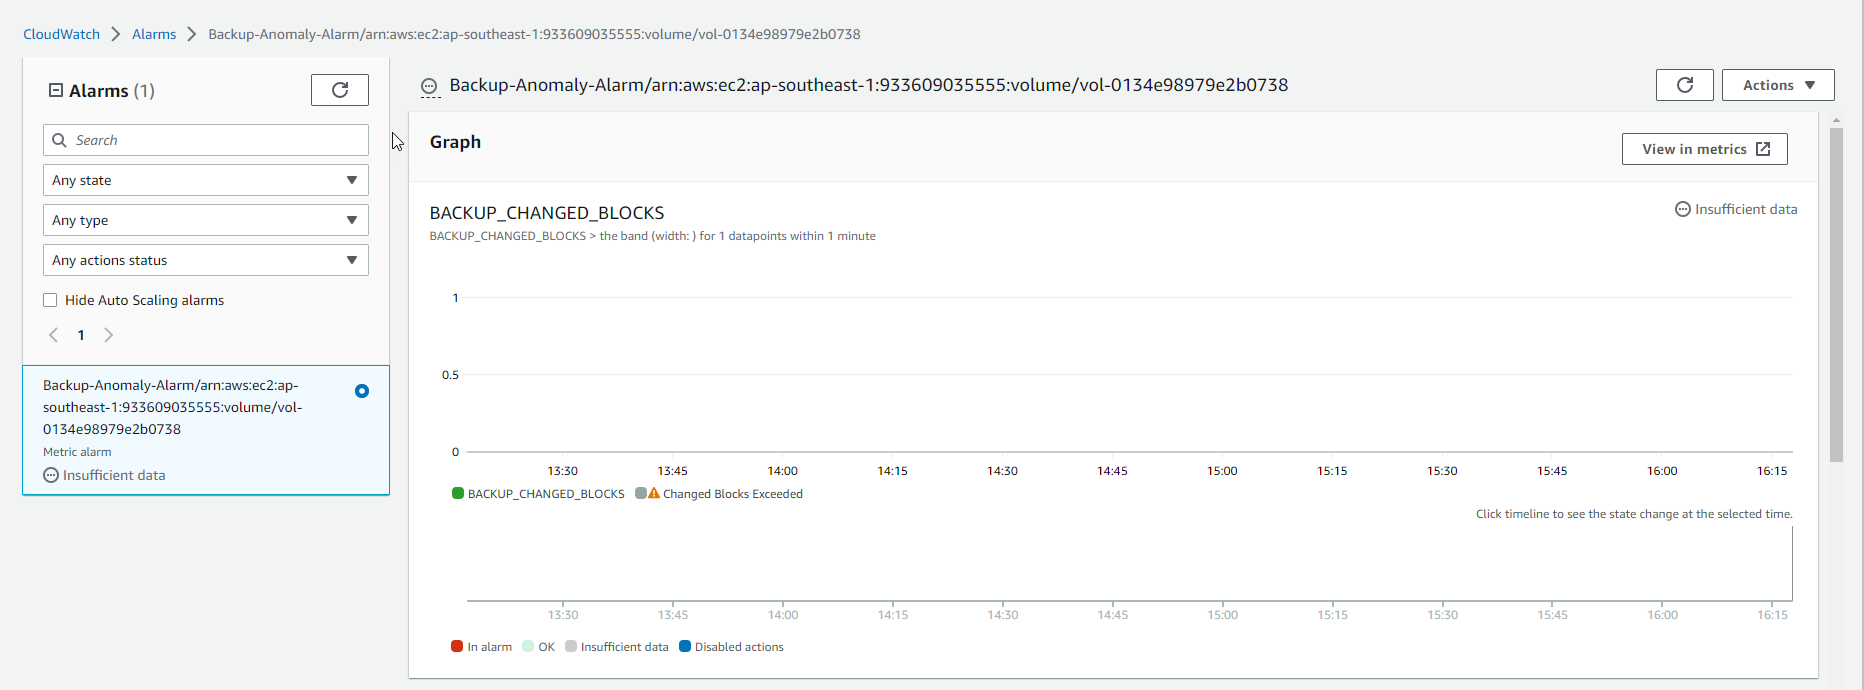 CloudWatch > Alarms > Backup-Anomaly-Alarm/arn:aws:ec2:ap-southeast-1:933609035555:volume/vol-0134e98979e2b0738
Alarms (1)
Search
Any state
Any type
Any actions status
Hide Auto Scaling alarms
1
Backup-Anomaly-Alarm/arn:aws:ec2:ap-
southeast-1:933609035555:volume/vol-
0134e98979e2b0738
Metric alarm
Insufficient data
Backup-Anomaly-Alarm/arn:aws:ec2:ap-southeast-1:933609035555:volume/vol-0134e98979e2b0738
Actions
Graph
View in metrics
BACKUP_CHANGED_BLOCKS
Insufficient data
BACKUP_CHANGED_BLOCKS > the band (width: ) for 1 datapoints within 1 minute
1
0.5
0
13:30 13:45 14:00 14:15 14:30 14:45 15:00 15:15 15:30 15:45 16:00 16:15
BACKUP_CHANGED_BLOCKS Changed Blocks Exceeded
Click timeline to see the state change at the selected time.
13:30 13:45 14:00 14:15 14:30 14:45 15:00 15:15 15:30 15:45 16:00 16:15
In alarm OK Insufficient data Disabled actions